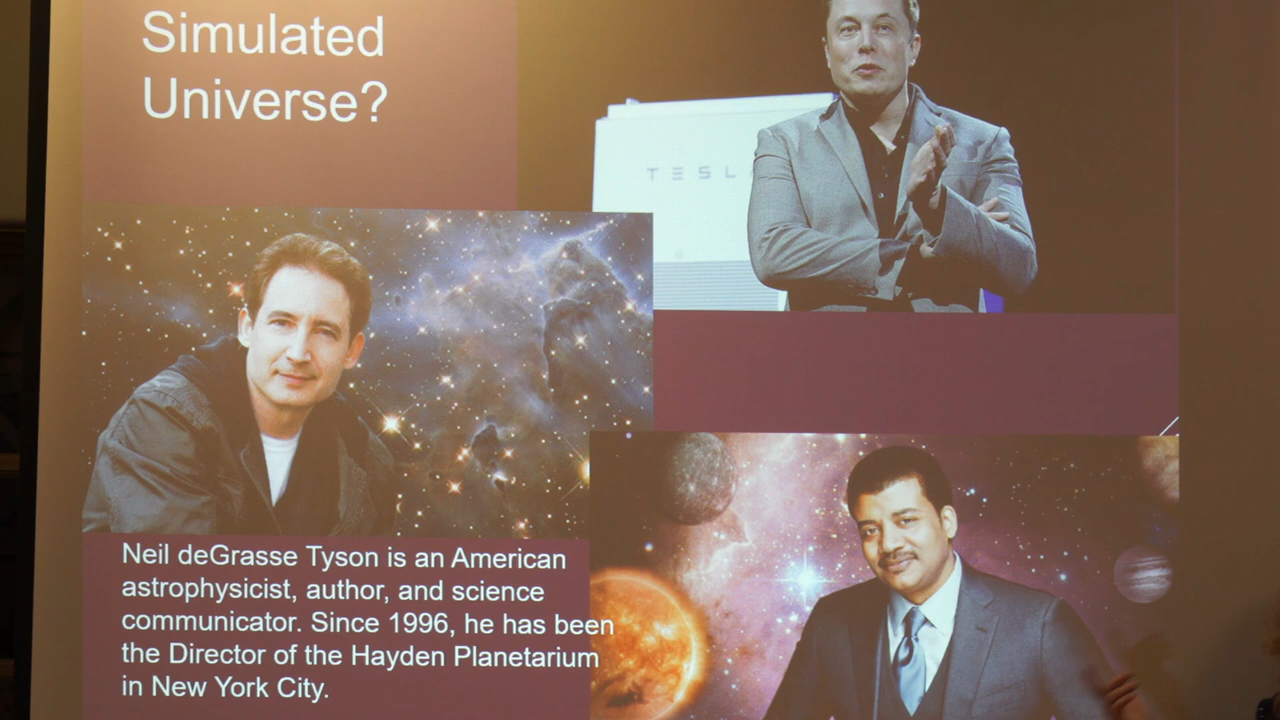 Simulated
Universe?
TESL
Neil deGrasse Tyson is an American
astrophysicist, author, and science
communicator. Since 1996, he has been
the Director of the Hayden Planetarium
in New York City.